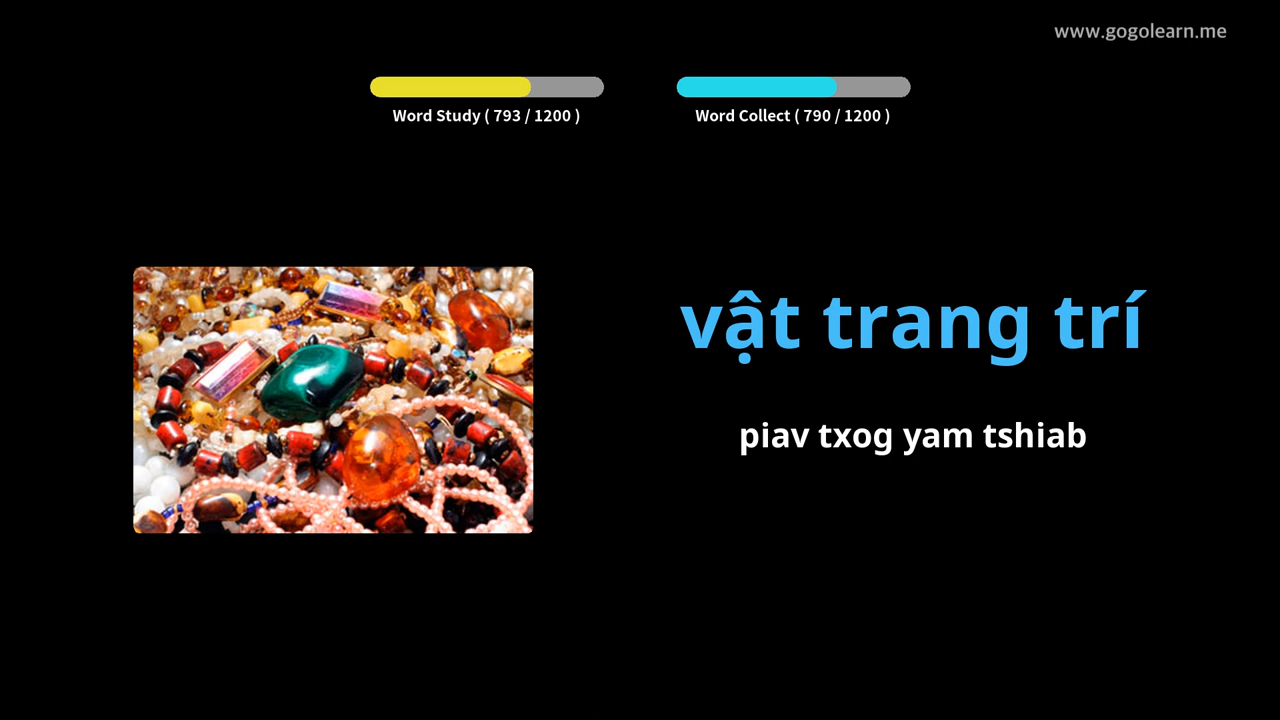 www.gogolearn.me
Word Study ( 793 / 1200 )
Word Collect ( 790 / 1200 )
vật trang trí
piav txog yam tshiab